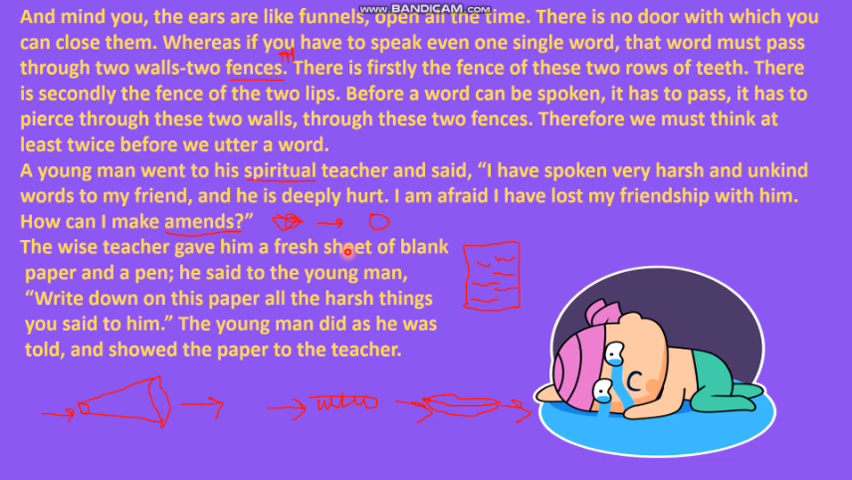 WWW.BANDICAM.COM
And mind you, the ears are like funnels, open all the time. There is no door with which you
can close them. Whereas if you have to speak even one single word, that word must pass
through two walls-two fences. There is firstly the fence of these two rows of teeth. There
is secondly the fence of the two lips. Before a word can be spoken, it has to pass, it has to
pierce through these two walls, through these two fences. Therefore we must think at
least twice before we utter a word.
A young man went to his spiritual teacher and said, “I have spoken very harsh and unkind
words to my friend, and he is deeply hurt. I am afraid I have lost my friendship with him.
How can I make amends?”
The wise teacher gave him a fresh sheet of blank
paper and a pen; he said to the young man,
“Write down on this paper all the harsh things
you said to him.” The young man did as he was
told, and showed the paper to the teacher.